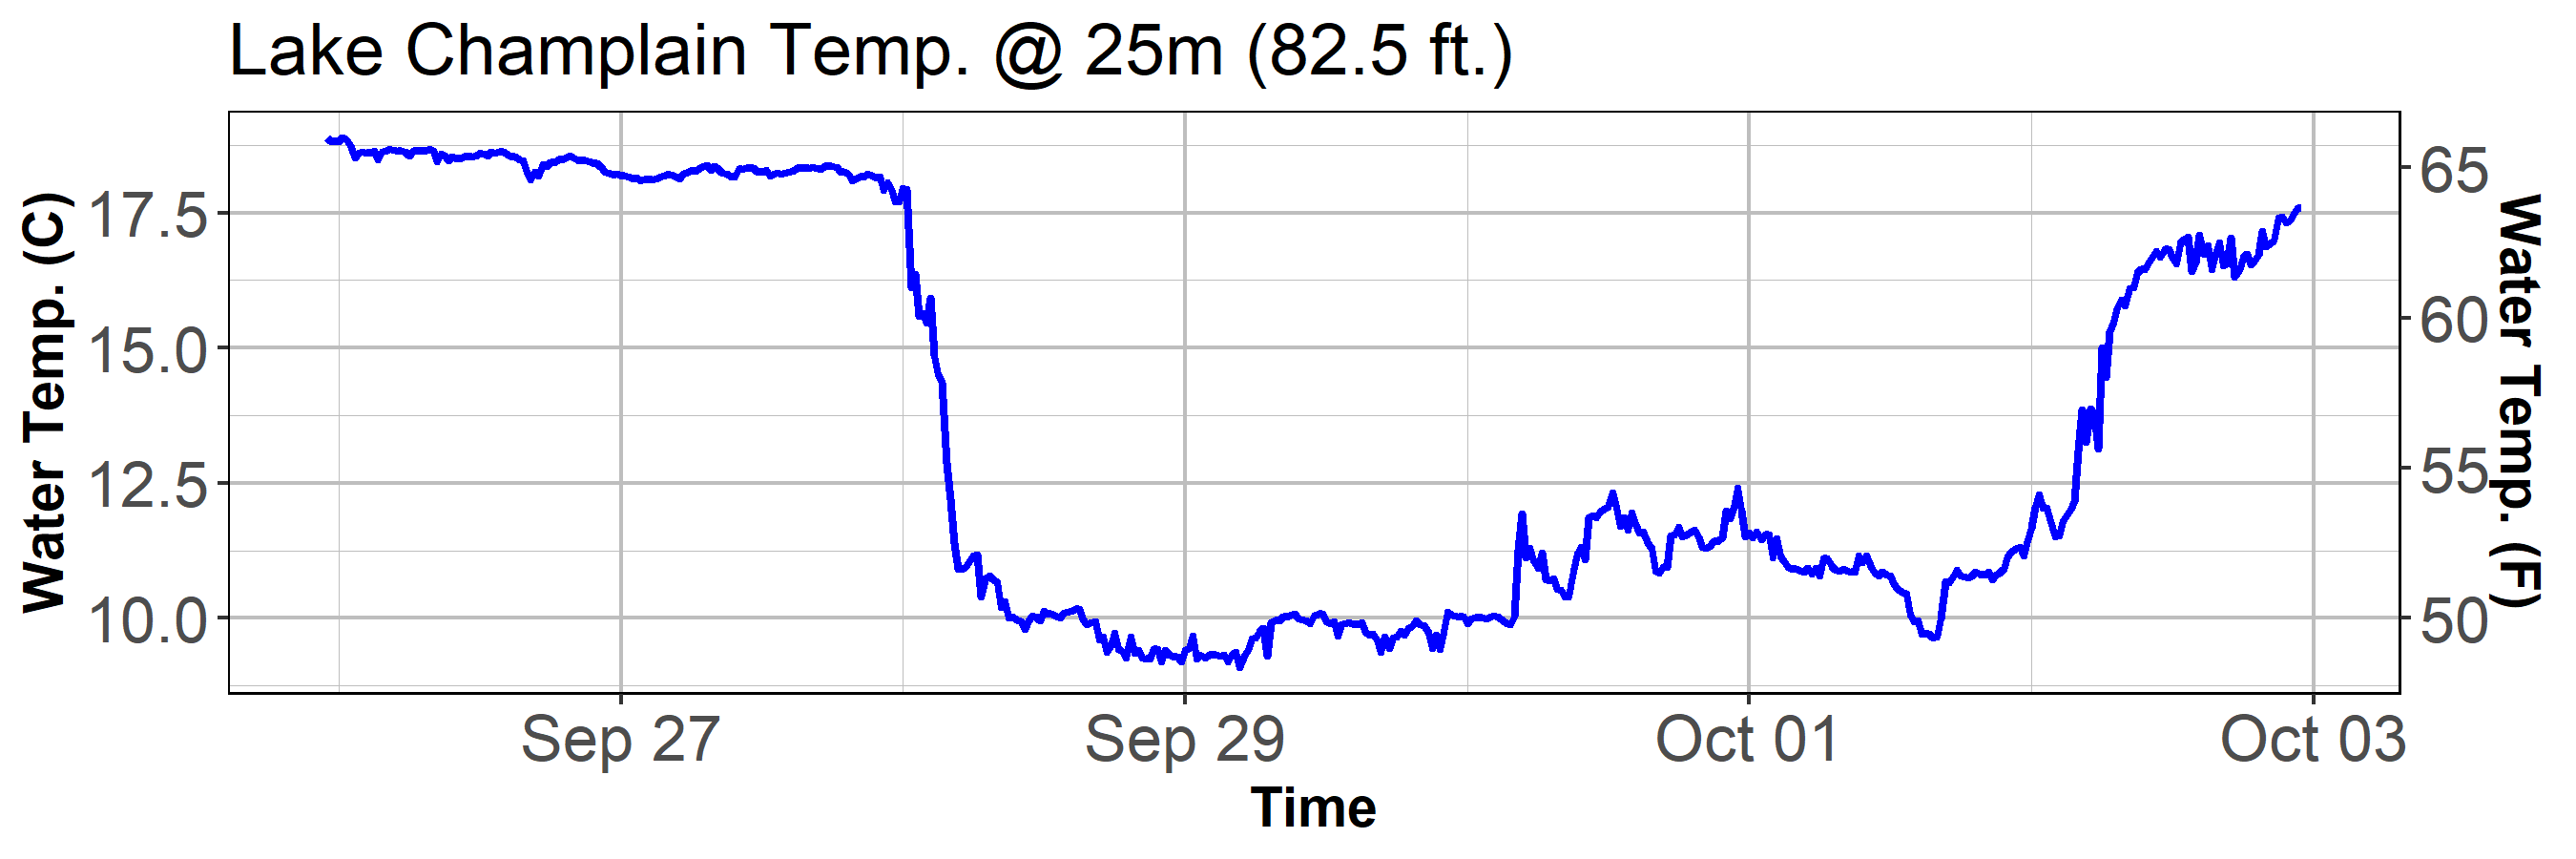 Lake Champlain Temp. @ 25m (82.5 ft.)
Water Temp. (C)
17.5
15.0
12.5
10.0
65
60
55
50
Water Temp. (F)
Sep 27
Sep 29
Oct 01
Oct 03
Time